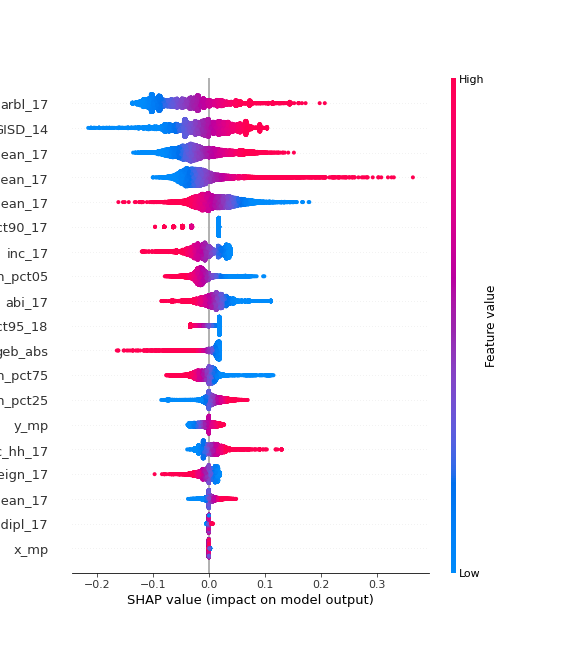 High
arbl_17
GISD_14
ean_17
ean_17
ean_17
ct90_17
inc_17
n_pct05
abi_17
ct95_18
geb_abs
n_pct75
n_pct25
y_mp
c_hh_17
eign_17
ean_17
dipl_17
x_mp
Feature value
Low
−0.2 −0.1 0.0 0.1 0.2 0.3
SHAP value (impact on model output)